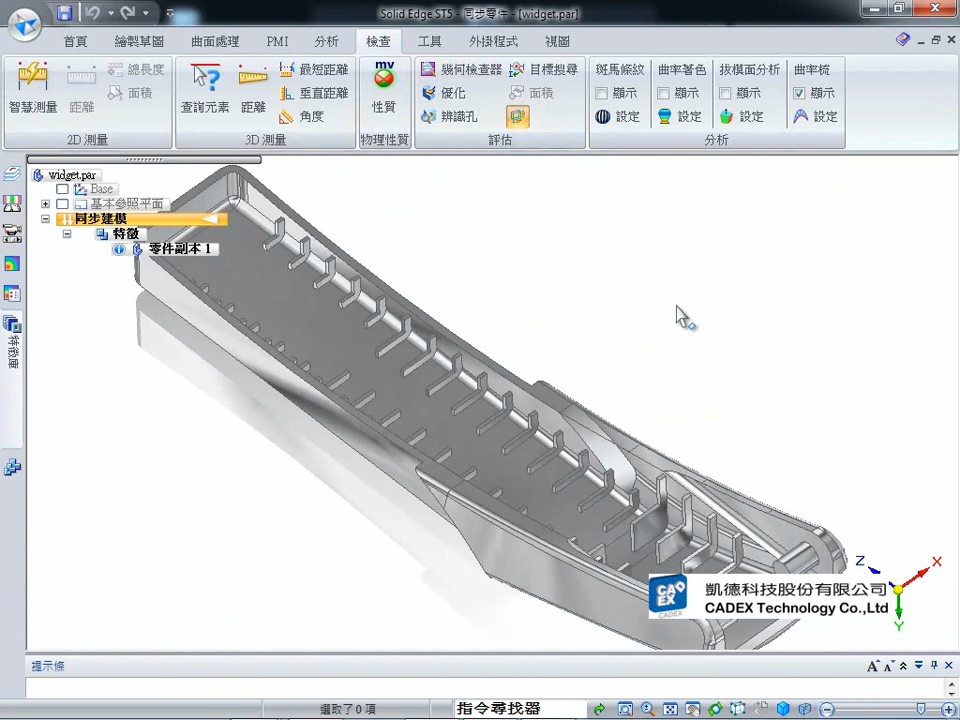 Solid Edge ST5 - 同步零件 - [widget.par]
首頁 繪製草圖 曲面處理 PMI 分析 檢查 工具 外掛程式 視圖
智慧測量 距離 總長度 面積 2D 測量
查詢元素 距離 最短距離 垂直距離 角度 3D 測量
mv 性質 物理性質
幾何檢查器 目標搜尋 優化 面積 辨識孔 評估
斑馬條紋 曲率著色 拔模面分析 曲率梳
顯示 顯示 顯示 顯示
設定 設定 設定 設定
分析
widget.par
Base
基本參照平面
同步建模
特徵
零件副本 1
特徵庫
Z X
Y
CADEX
凱德科技股份有限公司
CADEX Technology Co.,Ltd
提示條
選取了 0 項 指令尋找器